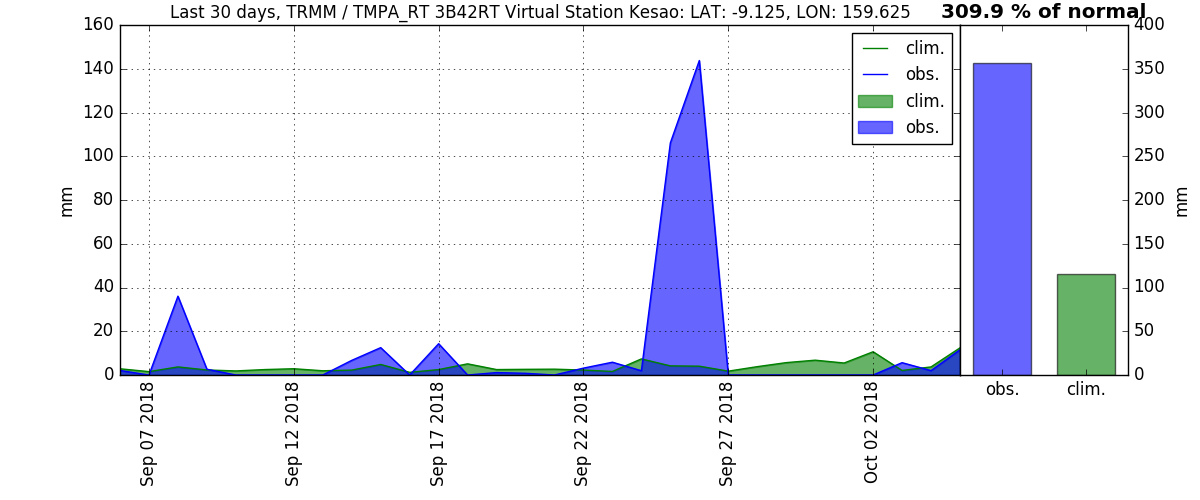 Last 30 days, TRMM / TMPA_RT 3B42RT Virtual Station Kesao: LAT: -9.125, LON: 159.625
309.9 % of normal
160
140
120
100
80
60
40
20
0
mm
clim.
obs.
clim.
obs.
Sep 07 2018
Sep 12 2018
Sep 17 2018
Sep 22 2018
Sep 27 2018
Oct 02 2018
400
350
300
250
200
150
100
50
0
mm
obs.
clim.